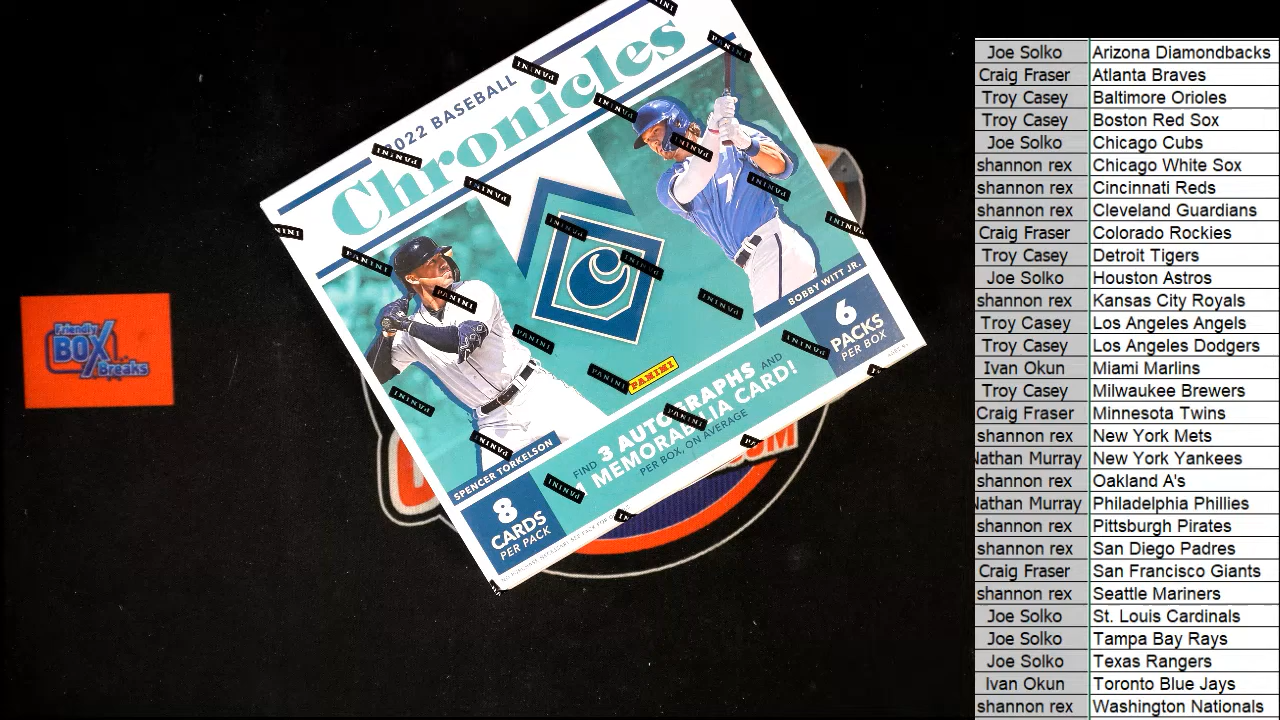 2022 BASEBALL
Chronicles
7
BOBBY WITT JR.
6
PACKS
PER BOX
PANINI
FIND 3 AUTOGRAPHS AND
1 MEMORABILIA CARD!
PER BOX, ON AVERAGE
SPENCER TORKELSON
8
CARDS
PER PACK
Friendly
BOX
Breaks
Joe Solko Arizona Diamondbacks
Craig Fraser Atlanta Braves
Troy Casey Baltimore Orioles
Troy Casey Boston Red Sox
Joe Solko Chicago Cubs
shannon rex Chicago White Sox
shannon rex Cincinnati Reds
shannon rex Cleveland Guardians
Craig Fraser Colorado Rockies
Troy Casey Detroit Tigers
Joe Solko Houston Astros
shannon rex Kansas City Royals
Troy Casey Los Angeles Angels
Troy Casey Los Angeles Dodgers
Ivan Okun Miami Marlins
Troy Casey Milwaukee Brewers
Craig Fraser Minnesota Twins
shannon rex New York Mets
Nathan Murray New York Yankees
shannon rex Oakland A's
Nathan Murray Philadelphia Phillies
shannon rex Pittsburgh Pirates
shannon rex San Diego Padres
Craig Fraser San Francisco Giants
shannon rex Seattle Mariners
Joe Solko St. Louis Cardinals
Joe Solko Tampa Bay Rays
Joe Solko Texas Rangers
Ivan Okun Toronto Blue Jays
shannon rex Washington Nationals